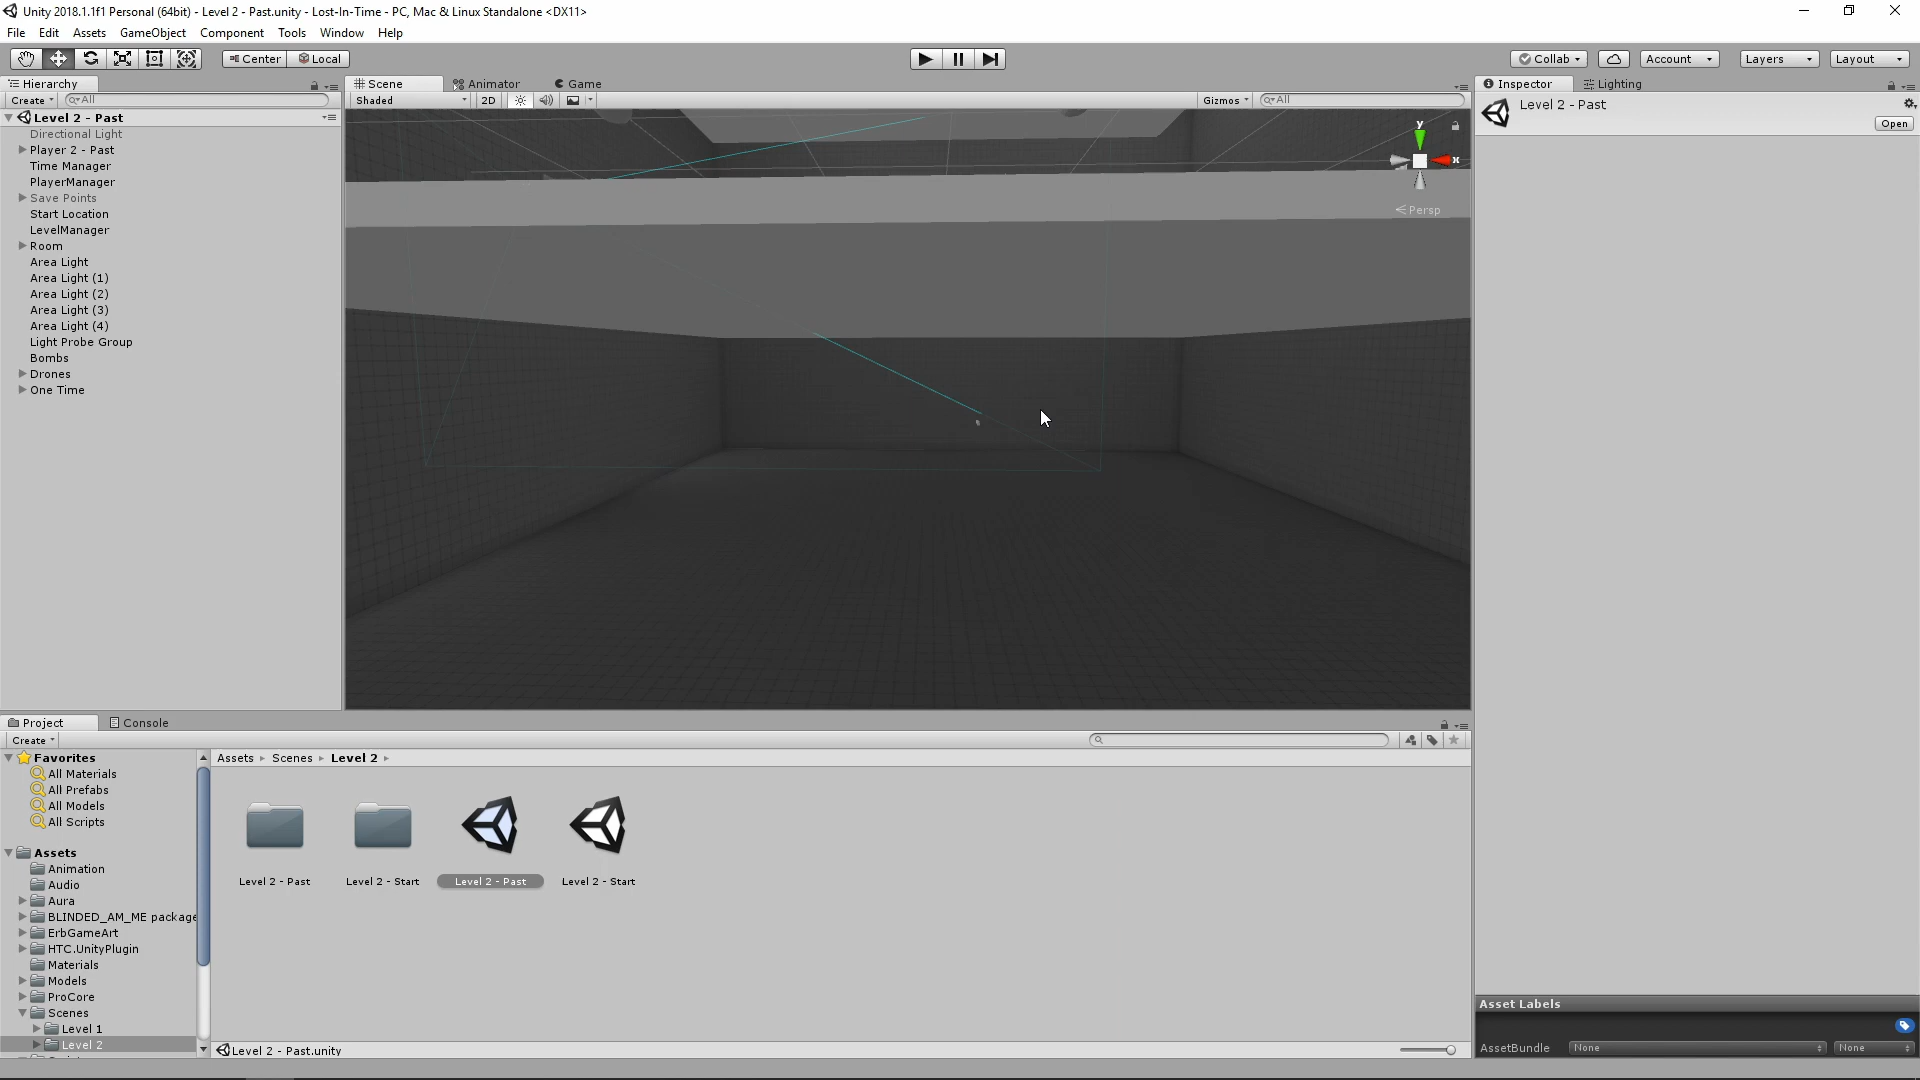 Unity 2018.1.1f1 Personal (64bit) - Level 2 - Past.unity - Lost-In-Time - PC, Mac & Linux Standalone <DX11>
File Edit Assets GameObject Component Tools Window Help
Center Local Collab Account Layers Layout
Hierarchy
Create All
Level 2 - Past
Directional Light
Player 2 - Past
Time Manager
PlayerManager
Save Points
Start Location
LevelManager
Room
Area Light
Area Light (1)
Area Light (2)
Area Light (3)
Area Light (4)
Light Probe Group
Bombs
Drones
One Time
Scene Animator Game
Shaded 2D Gizmos All
y
x
Persp
Inspector Lighting
Level 2 - Past
Open
Project Console
Create
Favorites
All Materials
All Prefabs
All Models
All Scripts
Assets
Animation
Audio
Aura
BLINDED_AM_ME package
ErbGameArt
HTC.UnityPlugin
Materials
Models
ProCore
Scenes
Level 1
Level 2
Assets Scenes Level 2
Level 2 - Past Level 2 - Start Level 2 - Past Level 2 - Start
Level 2 - Past.unity
Asset Labels
AssetBundle None None